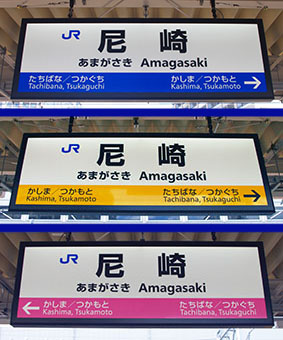 JR 尼崎
あまがさき Amagasaki
たちばな／つかぐち かしま／つかもと →
Tachibana, Tsukaguchi Kashima, Tsukamoto
JR 尼崎
あまがさき Amagasaki
かしま／つかもと たちばな／つかぐち →
Kashima, Tsukamoto Tachibana, Tsukaguchi
JR 尼崎
あまがさき Amagasaki
← かしま／つかもと たちばな／つかぐち
Kashima, Tsukamoto Tachibana, Tsukaguchi